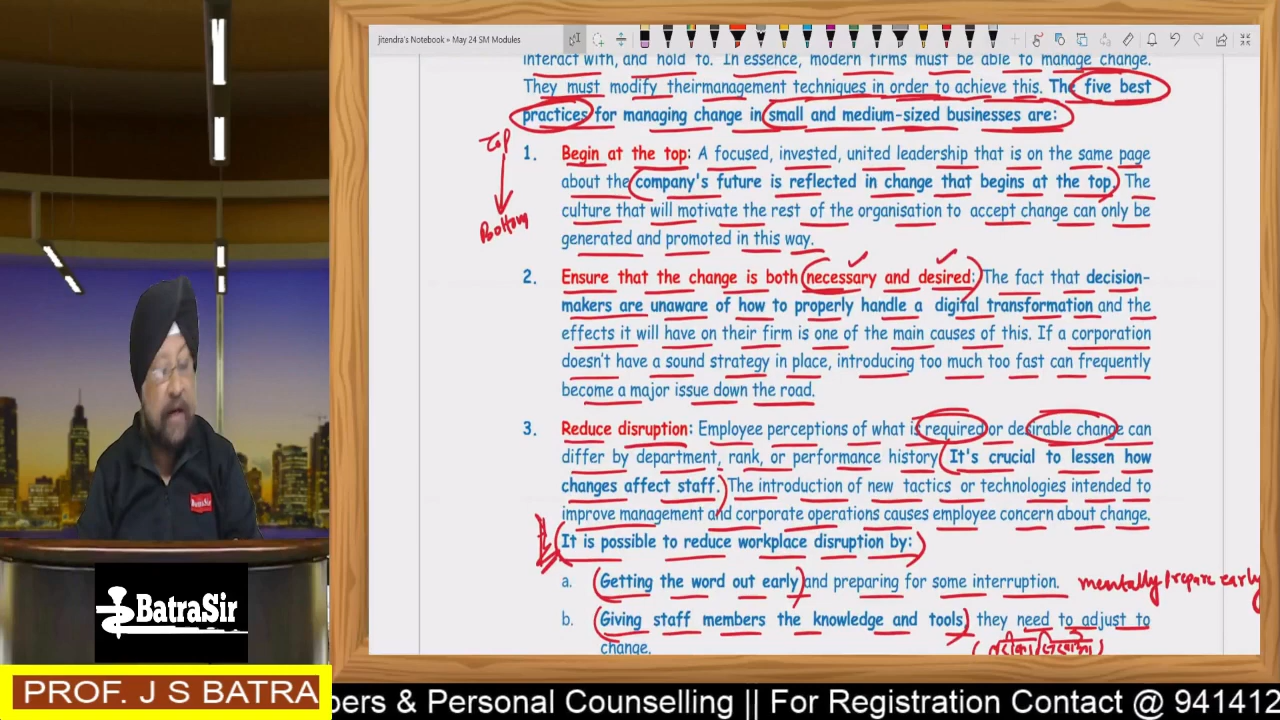 Jitendra's Notebook » May 24 SM Modules
interact with, and hold to. In essence, modern firms must be able to manage change.
They must modify theirmanagement techniques in order to achieve this. The five best
practices for managing change in small and medium-sized businesses are:
Top
Bottom
1. Begin at the top: A focused, invested, united leadership that is on the same page
about the company's future is reflected in change that begins at the top. The
culture that will motivate the rest of the organisation to accept change can only be
generated and promoted in this way.
2. Ensure that the change is both necessary and desired: The fact that decision-
makers are unaware of how to properly handle a digital transformation and the
effects it will have on their firm is one of the main causes of this. If a corporation
doesn't have a sound strategy in place, introducing too much too fast can frequently
become a major issue down the road.
3. Reduce disruption: Employee perceptions of what is required or desirable change can
differ by department, rank, or performance history. It's crucial to lessen how
changes affect staff. The introduction of new tactics or technologies intended to
improve management and corporate operations causes employee concern about change.
It is possible to reduce workplace disruption by:
a. Getting the word out early and preparing for some interruption. mentally prepare early
b. Giving staff members the knowledge and tools they need to adjust to
change.
BatraSir
BatraSir
PROF. J S BATRA
pers & Personal Counselling || For Registration Contact @ 941412